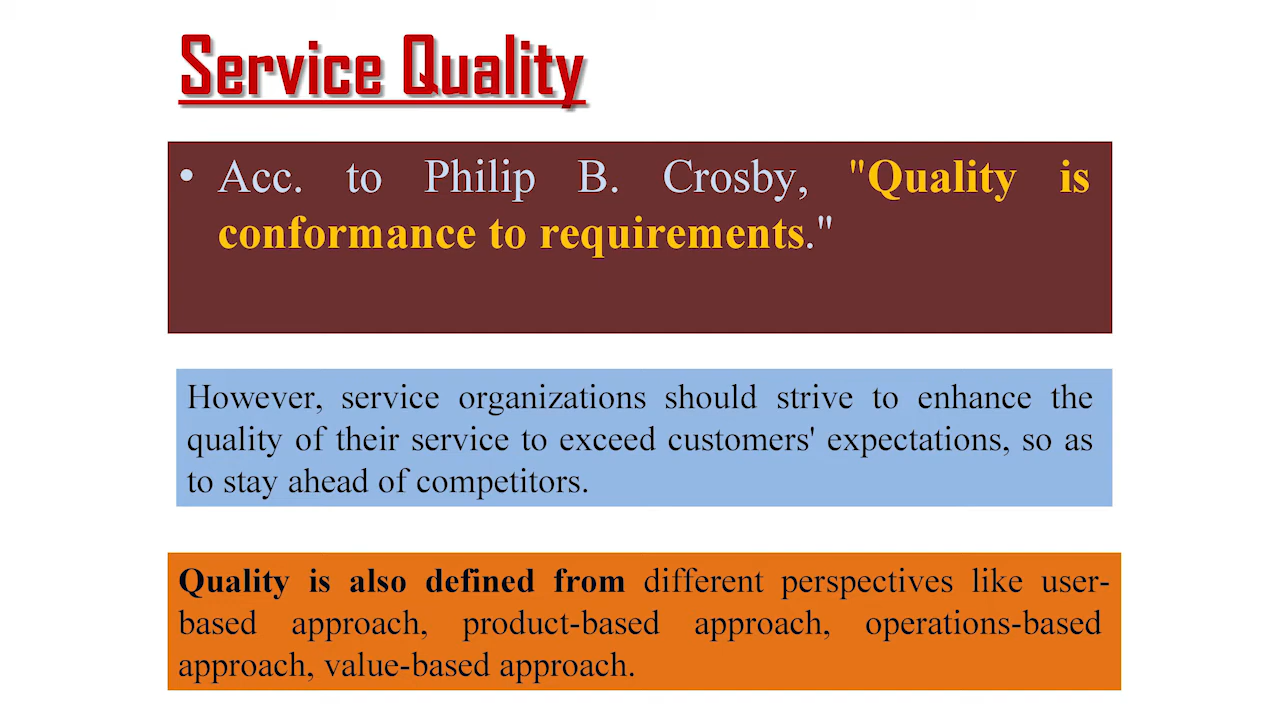 Service Quality
• Acc. to Philip B. Crosby, "Quality is
conformance to requirements."
However, service organizations should strive to enhance the
quality of their service to exceed customers' expectations, so as
to stay ahead of competitors.
Quality is also defined from different perspectives like user-
based approach, product-based approach, operations-based
approach, value-based approach.